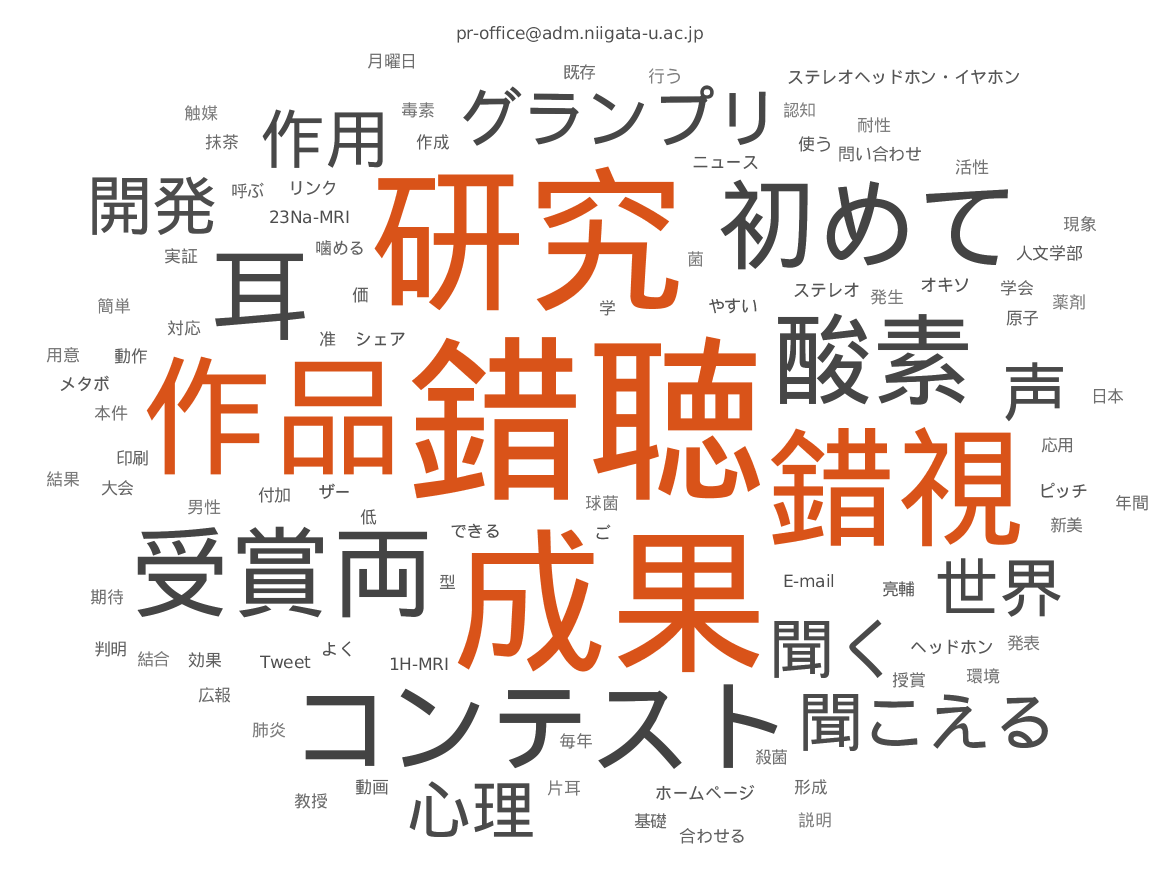 pr-office@adm.niigata-u.ac.jp
月曜日
既存
行う
ステレオヘッドホン・イヤホン
触媒
毒素
グランプリ
認知
抹茶
作用
作成
使う
耐性
問い合わせ
ニュース
活性
開発
呼ぶ
リンク
研究
初めて
23Na-MRI
現象
実証
耳
噛める
菌
人文学部
簡単
価
学
やすい
ステレオ
発生
オキソ
学会
薬剤
原子
対応
准
シェア
酸素
用意
動作
メタボ
作品
錯聴
声
日本
本件
錯視
応用
印刷
結果
大会
付加
ザー
ピッチ
男性
球菌
年間
低
できる
ご
新美
受賞両
成果
型
E-mail
亮輔
世界
期待
判明
結合
効果
Tweet
よく
1H-MRI
聞く
ヘッドホン
発表
広報
授賞
環境
肺炎
コンテスト
毎年
殺菌
聞こえる
教授
動画
心理
片耳
ホームページ
形成
基礎
合わせる
説明